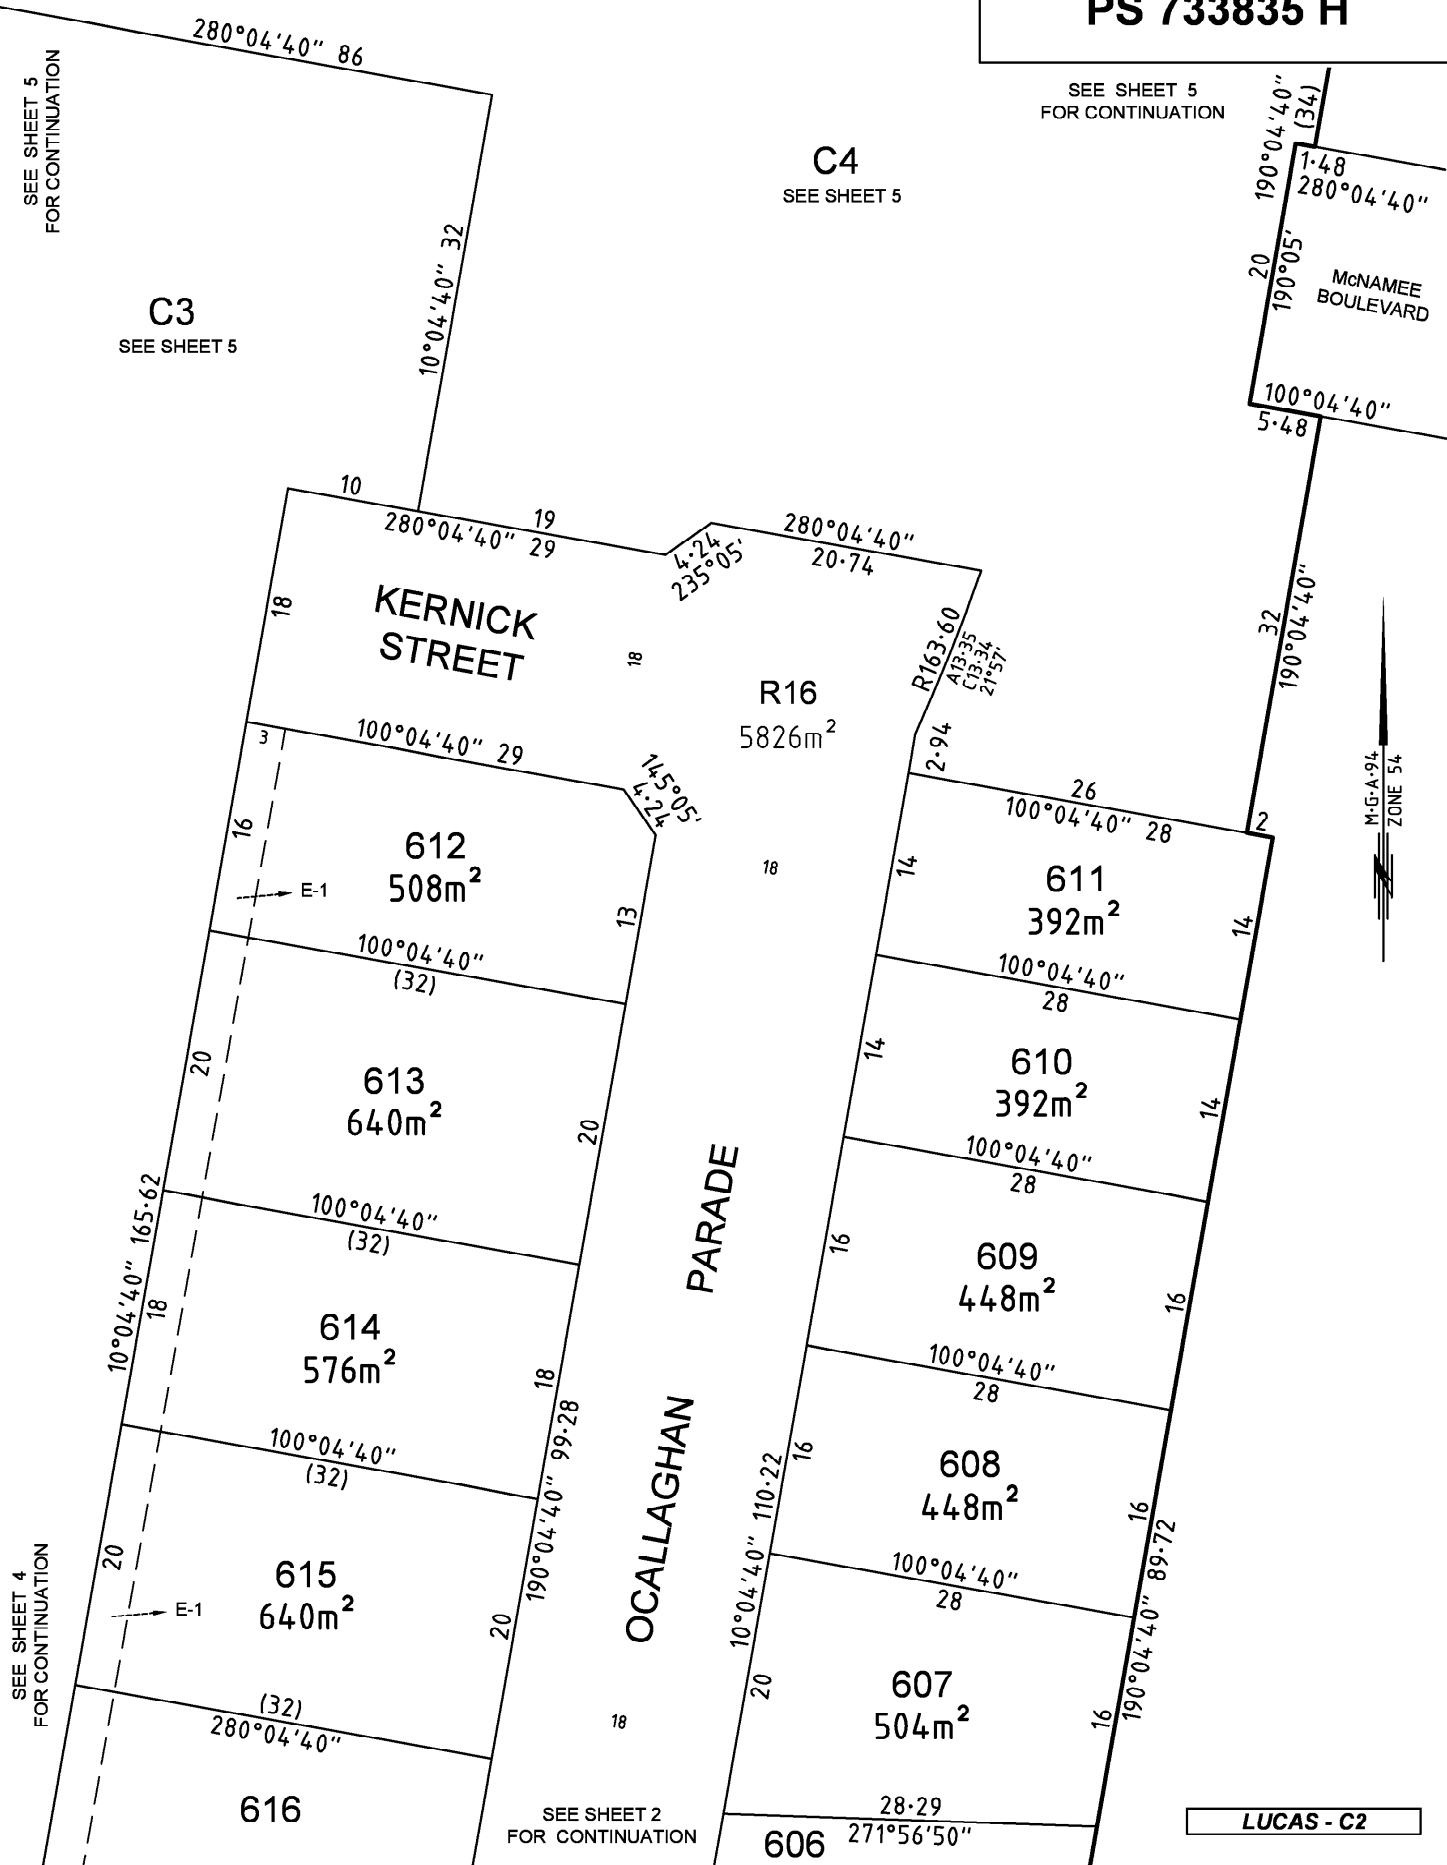 PS 733835 H
280°04'40" 86
SEE SHEET 5
FOR CONTINUATION
SEE SHEET 5
FOR CONTINUATION
190°04'40"
(34)
C4
SEE SHEET 5
1·48
280°04'40"
10°04'40" 32
20
190°05'
McNAMEE
BOULEVARD
C3
SEE SHEET 5
100°04'40"
5·48
10
19
280°04'40" 29
4·24
235°05'
280°04'40"
20·74
KERNICK
STREET
18
18
R163·60
A13·35
C13·34
21°57'
32
190°04'40"
R16
5826m²
3
100°04'40" 29
145°05'
4·24
2·94
M·G·A·94
ZONE 54
26
100°04'40" 28
2
16
612
508m²
E-1
13
18
14
611
392m²
14
100°04'40"
(32)
100°04'40"
28
20
613
640m²
20
14
610
392m²
14
100°04'40"
28
PARADE
10°04'40" 165·62
100°04'40"
(32)
16
609
448m²
16
18
614
576m²
18
100°04'40"
28
190°04'40" 99·28
OCALLAGHAN
10°04'40" 110·22
16
608
448m²
16
190°04'40" 89·72
100°04'40"
(32)
100°04'40"
28
SEE SHEET 4
FOR CONTINUATION
20
615
640m²
E-1
20
20
607
504m²
16
(32)
280°04'40"
18
616
SEE SHEET 2
FOR CONTINUATION
28·29
271°56'50"
606
LUCAS - C2